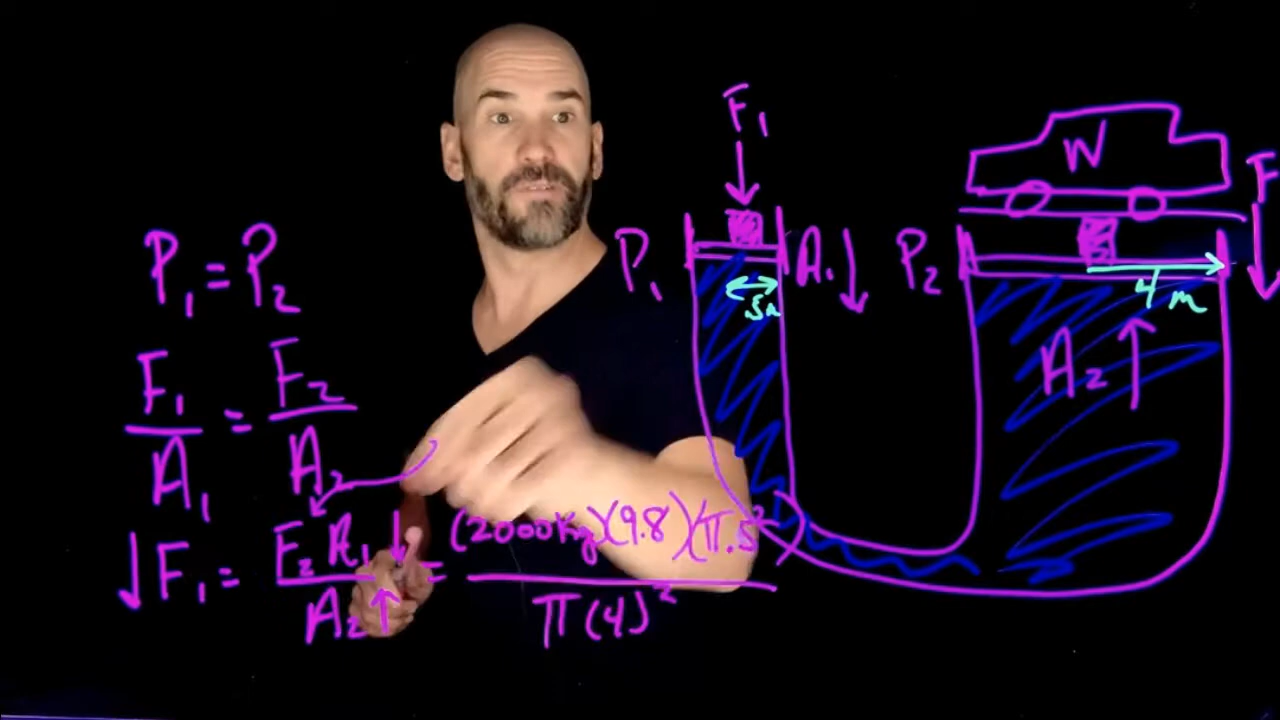 P₁ = P₂
F₁/A₁ = F₂/A₂
↓F₁ = F₂A₁↓/A₂↑ = (2000Kg)(9.8)(π.5²)/π(4)²
F₁
P₁
A₁↓
W
P₂
4m
A₂↑
F